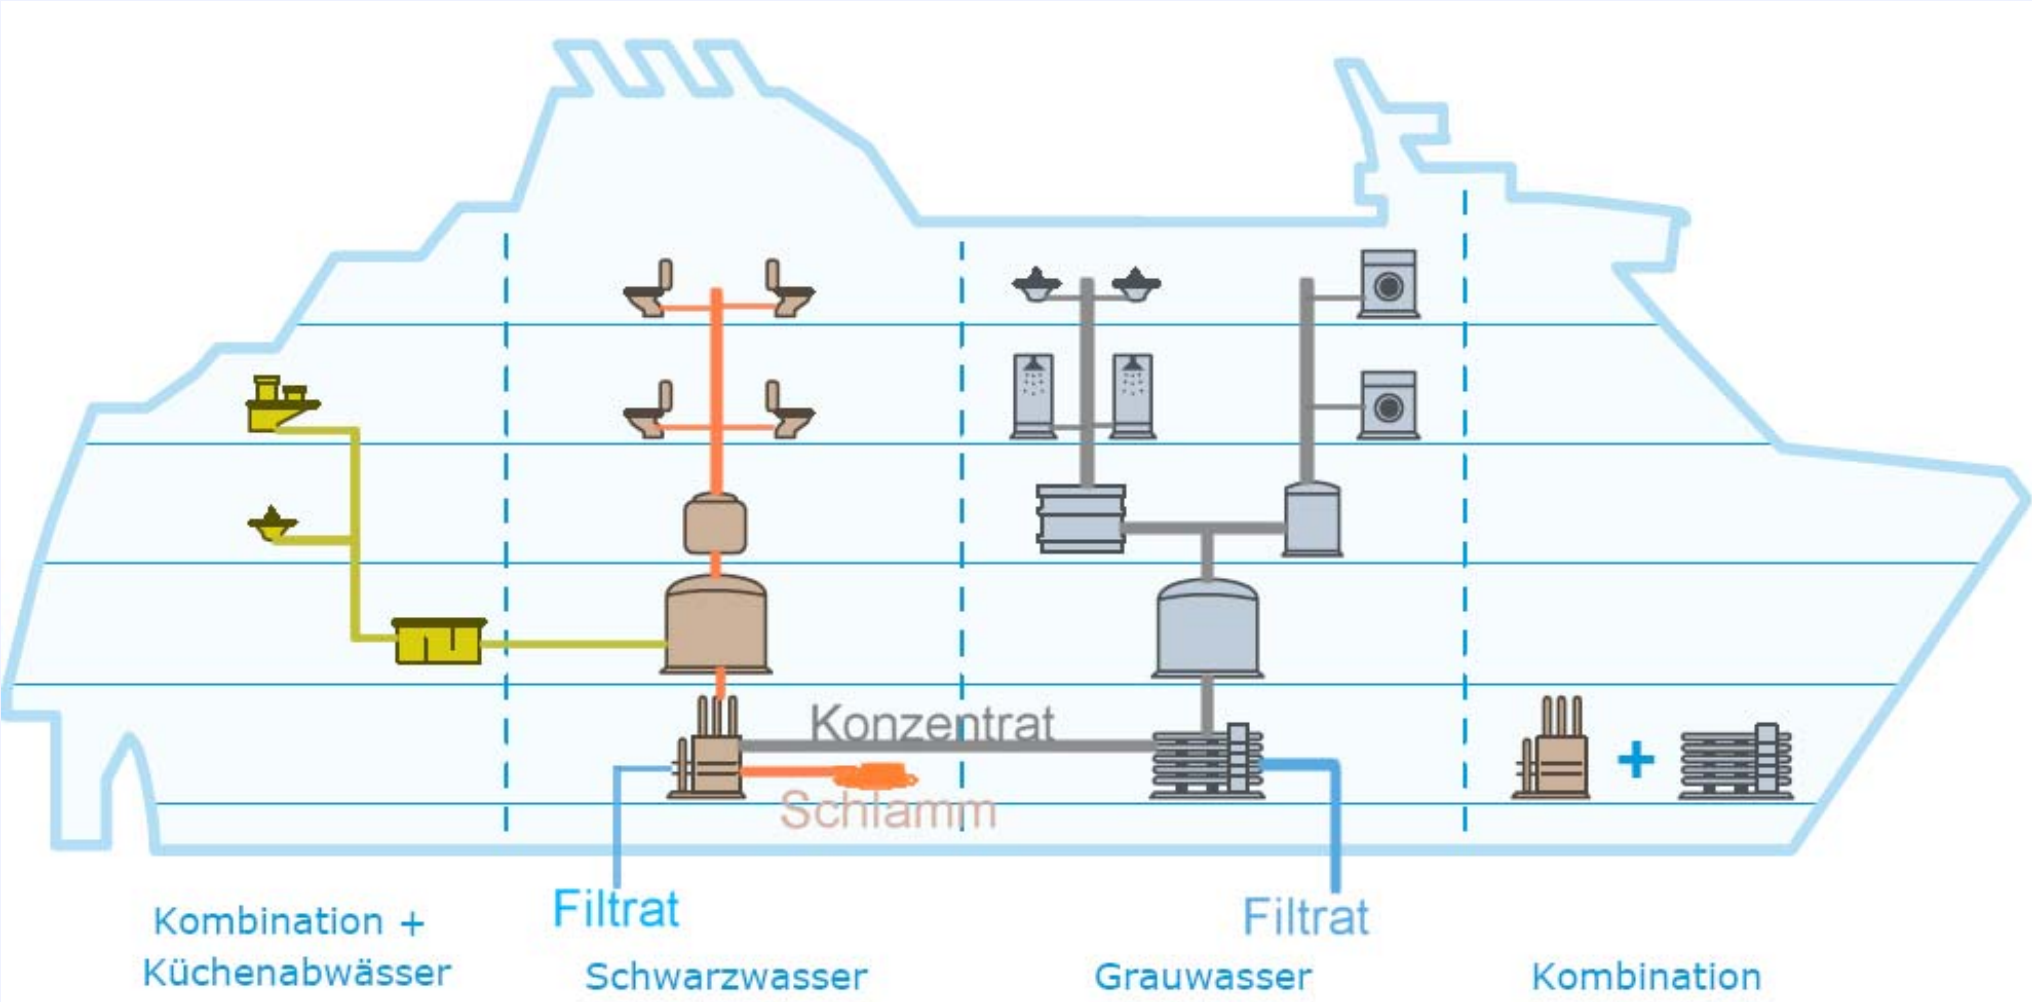 Konzentrat
Schlamm
Filtrat
Filtrat
Kombination +
Küchenabwässer
Schwarzwasser
Grauwasser
Kombination